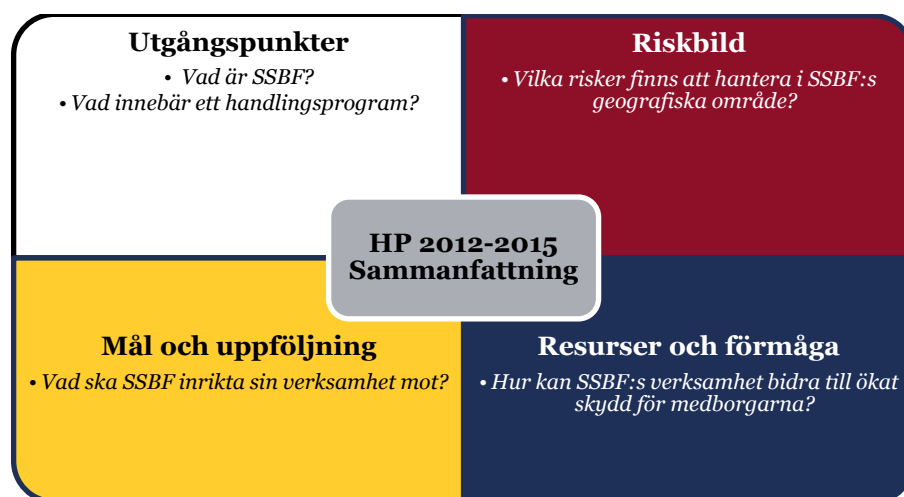 Utgångspunkter
• Vad är SSBF?
• Vad innebär ett handlingsprogram?
Riskbild
• Vilka risker finns att hantera i SSBF:s
geografiska område?
HP 2012-2015
Sammanfattning
Mål och uppföljning
• Vad ska SSBF inrikta sin verksamhet mot?
Resurser och förmåga
• Hur kan SSBF:s verksamhet bidra till ökat
skydd för medborgarna?